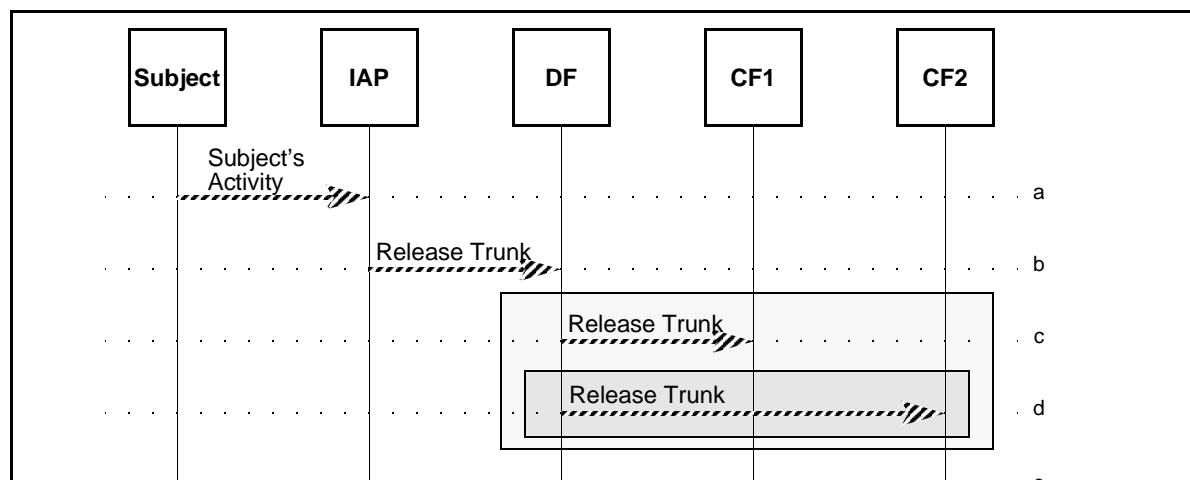 Subject IAP DF CF1 CF2
Subject's
Activity
a
Release Trunk
b
Release Trunk
c
Release Trunk
d